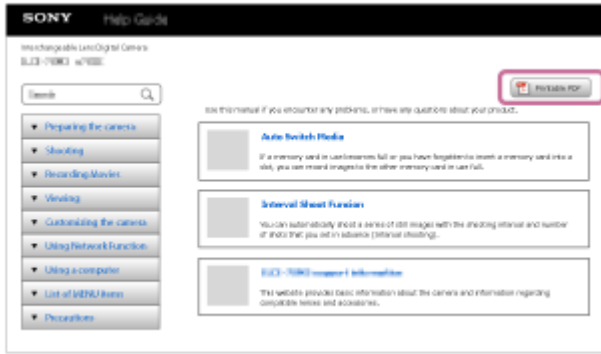 SONY Help Guide
Interchangeable Lens Digital Camera
Search
Printable PDF
Use this manual if you encounter any problems, or have any questions about your product.
Preparing the camera
Shooting
Recording Movies
Viewing
Customizing the camera
Using Network Function
Using a computer
List of MENU items
Precautions
Auto Switch Media
If a memory card in use becomes full or you have forgotten to insert a memory card into a
slot, you can record images to the other memory card in use full.
Interval Shoot Funsion
You can automatically shoot a series of still images with the shooting interval and number
of shots that you set in advance (Interval shooting).
support information
This website provides basic information about the camera and information regarding
compatible lenses and accessories.